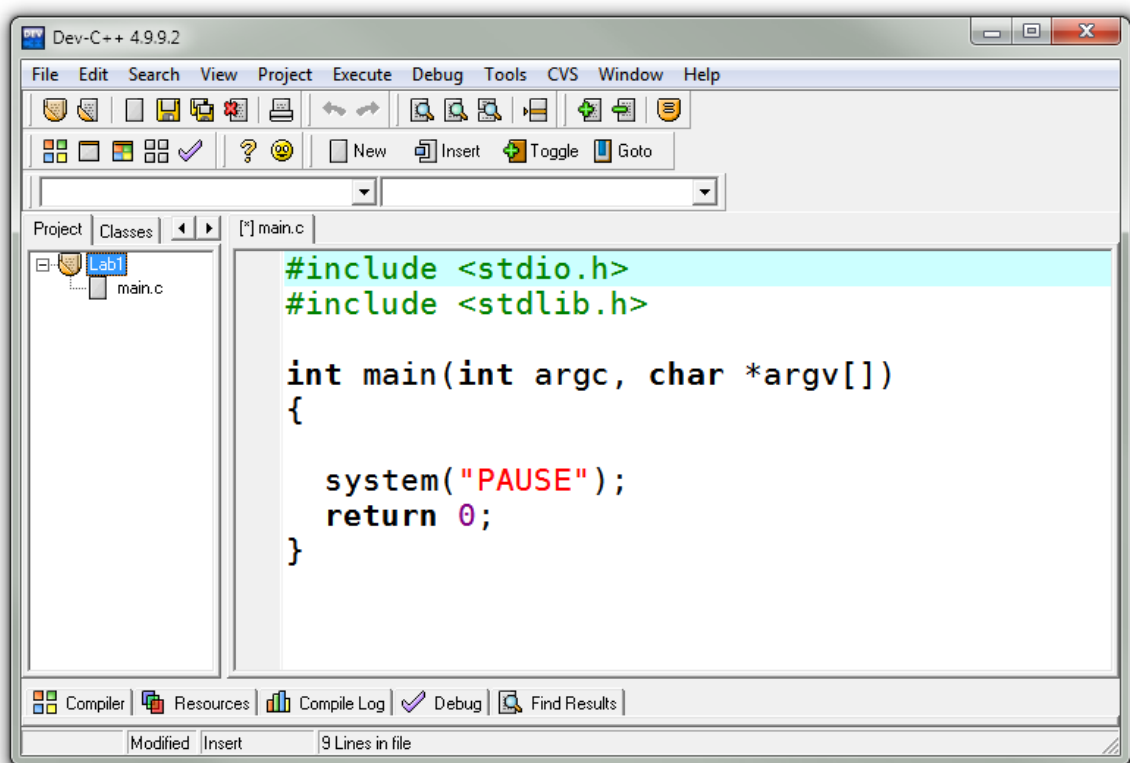 Dev-C++ 4.9.9.2
File Edit Search View Project Execute Debug Tools CVS Window Help
New Insert Toggle Goto
Project Classes [*] main.c
Lab1
main.c
#include <stdio.h>
#include <stdlib.h>
int main(int argc, char *argv[])
{
system("PAUSE");
return 0;
}
Compiler Resources Compile Log Debug Find Results
Modified Insert 9 Lines in file